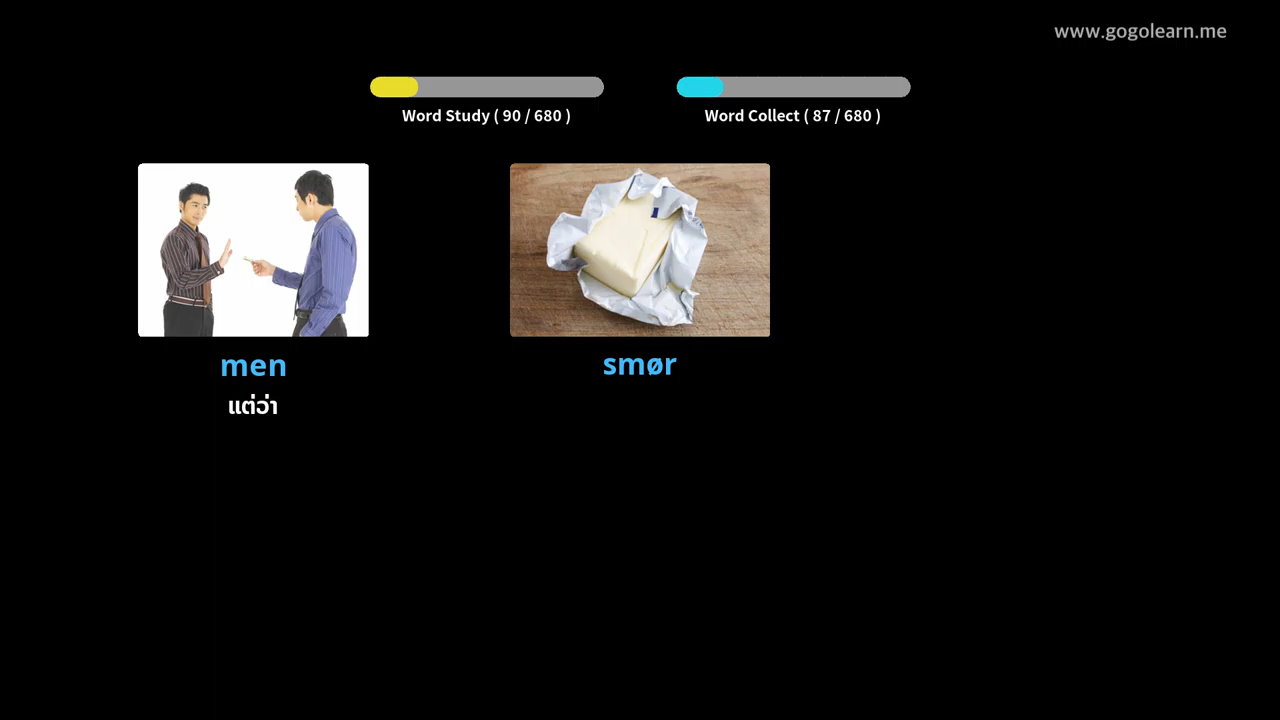 www.gogolearn.me
Word Study ( 90 / 680 )
Word Collect ( 87 / 680 )
men
แต่ว่า
smør